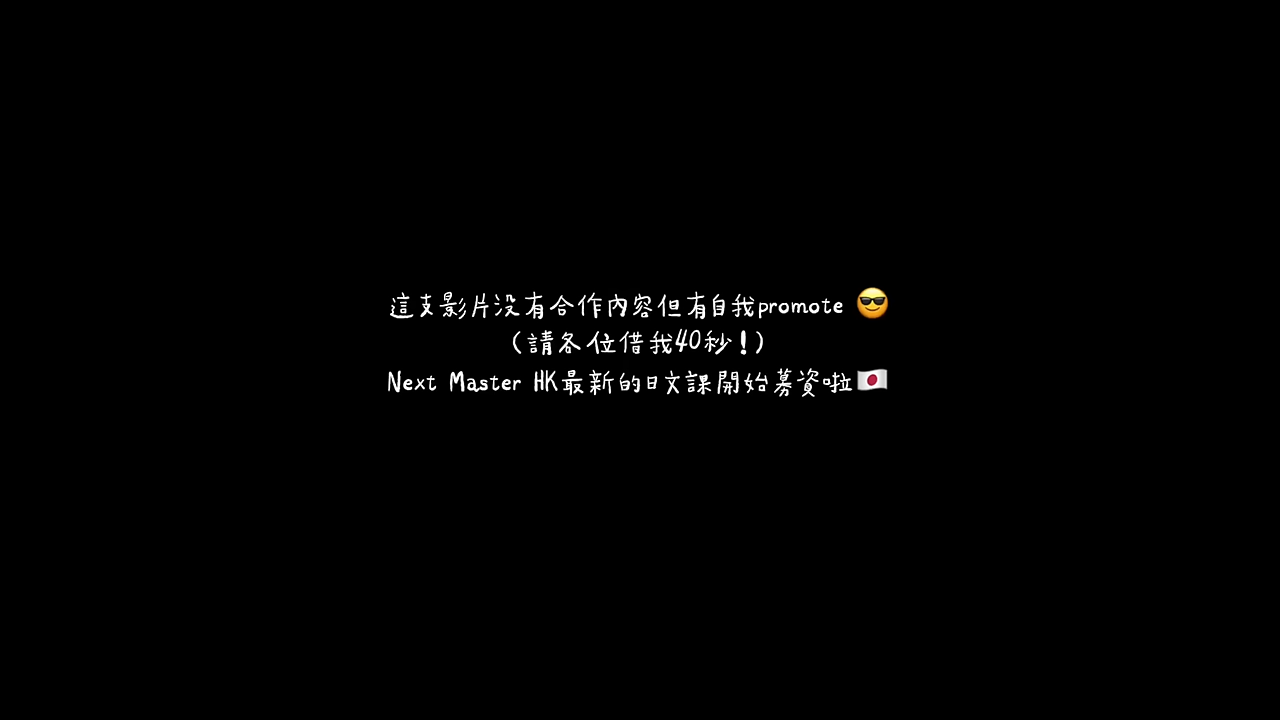 這支影片没有合作內容但有自我promote 😎
(請各位借我40秒！)
Next Master HK最新的日文課開始募資啦🇯🇵